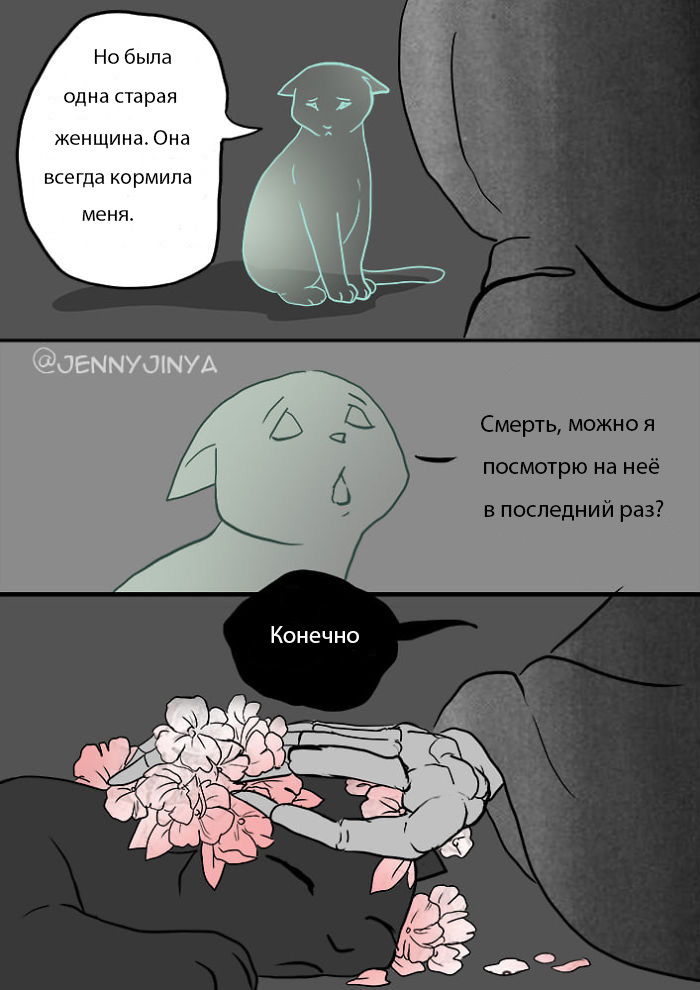 Но была
одна старая
женщина. Она
всегда кормила
меня.
@JENNYJINYA
Смерть, можно я
посмотрю на неё
в последний раз?
Конечно